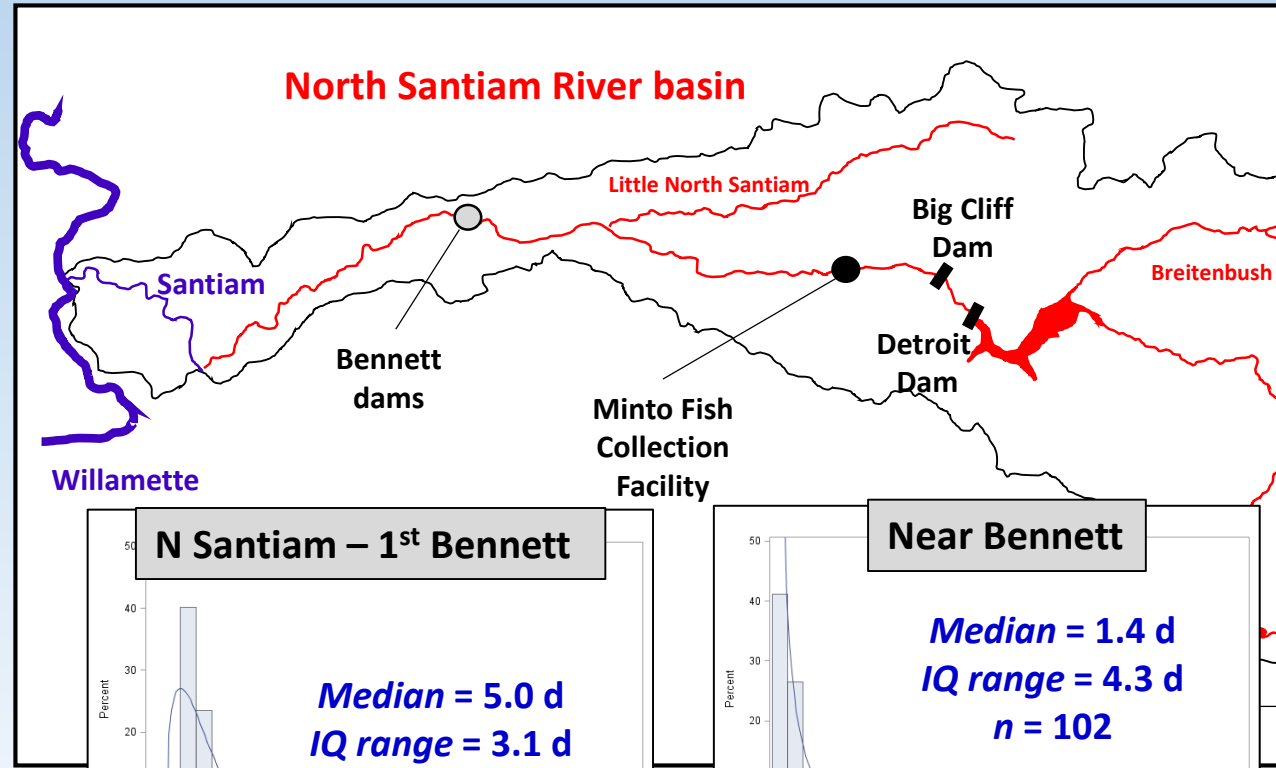 North Santiam River basin
Little North Santiam
Big Cliff
Dam
Breitenbush
Santiam
Bennett
dams
Detroit
Dam
Minto Fish
Collection
Facility
Willamette
N Santiam – 1st Bennett
50
40
30
20
Percent
Median = 5.0 d
IQ range = 3.1 d
Near Bennett
50
40
30
20
Percent
Median = 1.4 d
IQ range = 4.3 d
n = 102